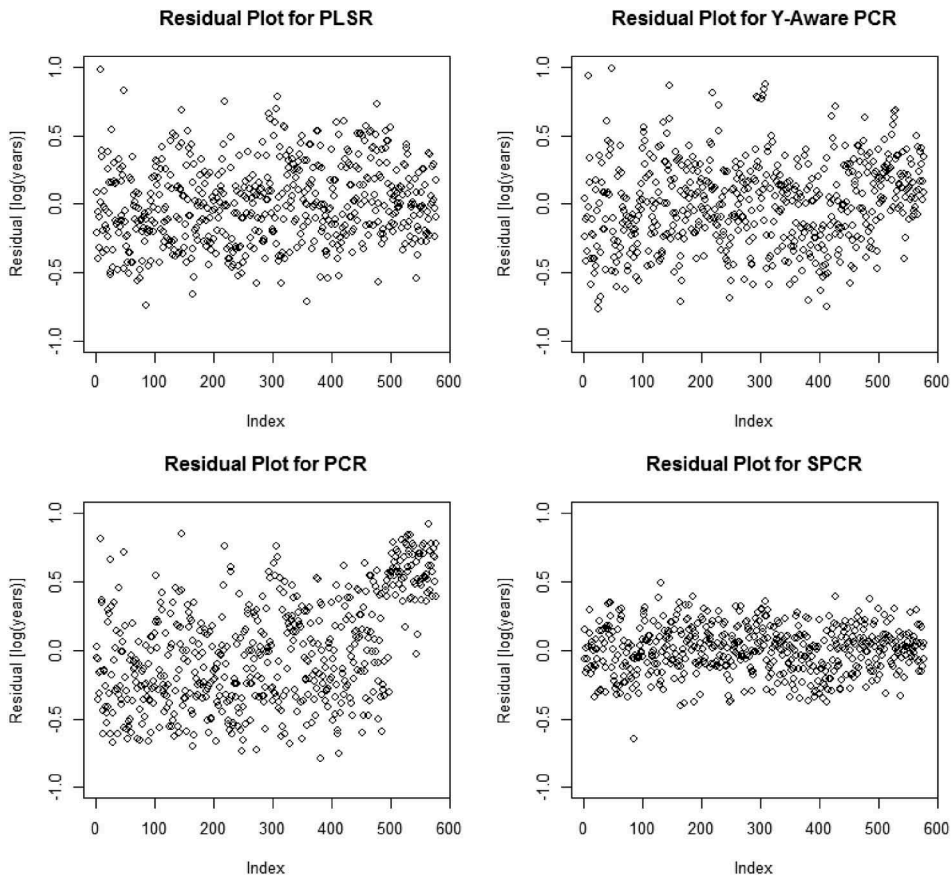 Residual Plot for PLSR
Residual [log(years)]
1.0
0.5
0.0
-0.5
-1.0
0 100 200 300 400 500 600
Index
Residual Plot for Y-Aware PCR
Residual [log(years)]
1.0
0.5
0.0
-0.5
-1.0
0 100 200 300 400 500 600
Index
Residual Plot for PCR
Residual [log(years)]
1.0
0.5
0.0
-0.5
-1.0
0 100 200 300 400 500 600
Index
Residual Plot for SPCR
Residual [log(years)]
1.0
0.5
0.0
-0.5
-1.0
0 100 200 300 400 500 600
Index